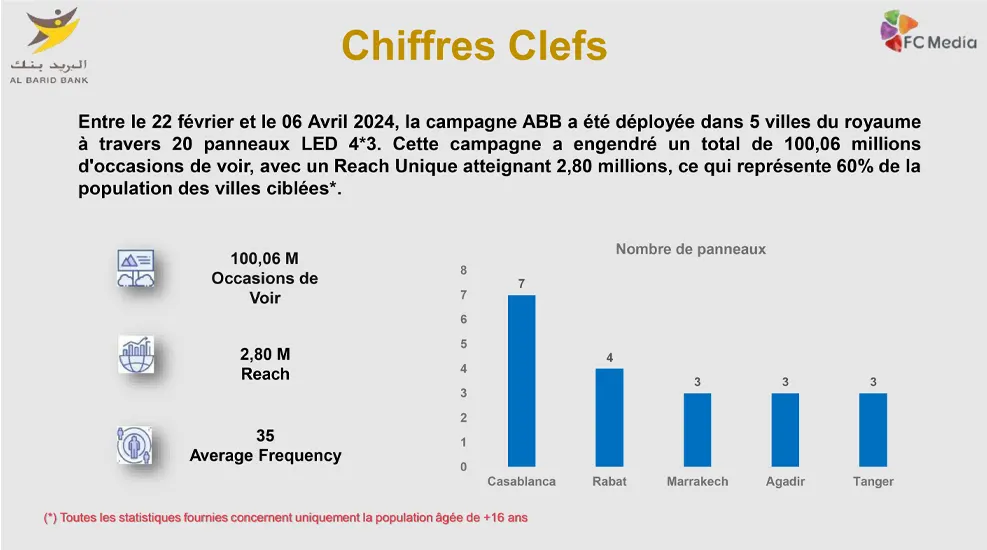 البريد بنك
AL BARID BANK
Chiffres Clefs
FC Media
Entre le 22 février et le 06 Avril 2024, la campagne ABB a été déployée dans 5 villes du royaume
à travers 20 panneaux LED 4*3. Cette campagne a engendré un total de 100,06 millions
d'occasions de voir, avec un Reach Unique atteignant 2,80 millions, ce qui représente 60% de la
population des villes ciblées*.
100,06 M
Occasions de
Voir
2,80 M
Reach
35
Average Frequency
Nombre de panneaux
8
7
6
5
4
3
2
1
0
7
4
3
3
3
Casablanca
Rabat
Marrakech
Agadir
Tanger
(*) Toutes les statistiques fournies concernent uniquement la population âgée de +16 ans